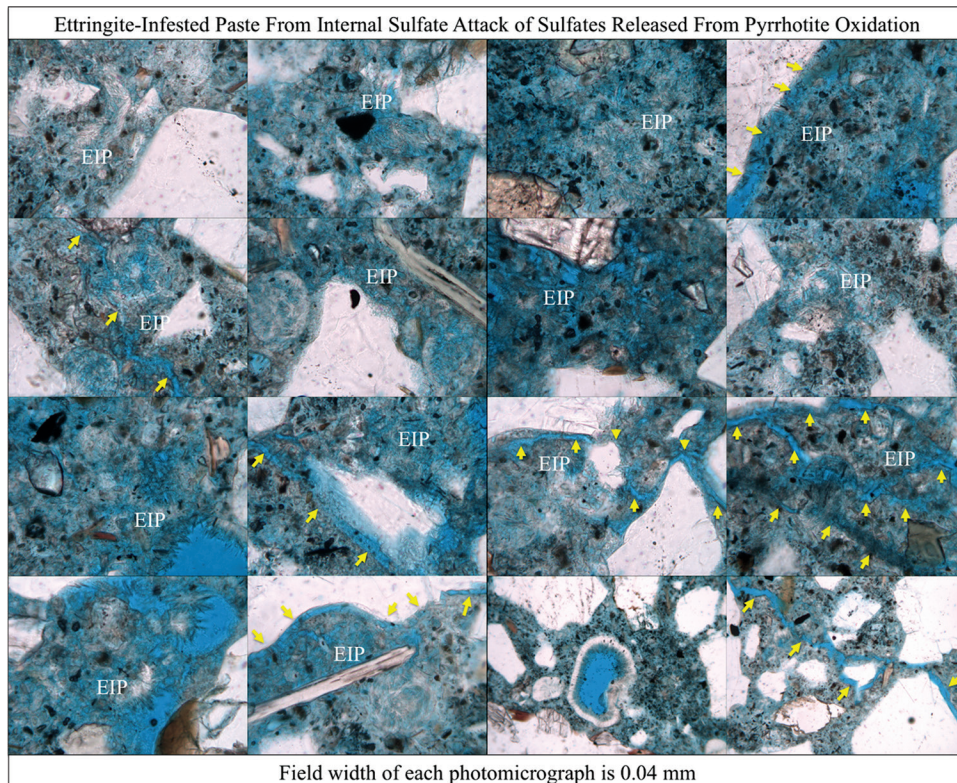 Ettringite-Infested Paste From Internal Sulfate Attack of Sulfates Released From Pyrrhotite Oxidation
EIP
EIP
EIP
EIP
EIP
EIP
EIP
EIP
EIP
EIP
EIP
EIP
EIP
EIP
Field width of each photomicrograph is 0.04 mm